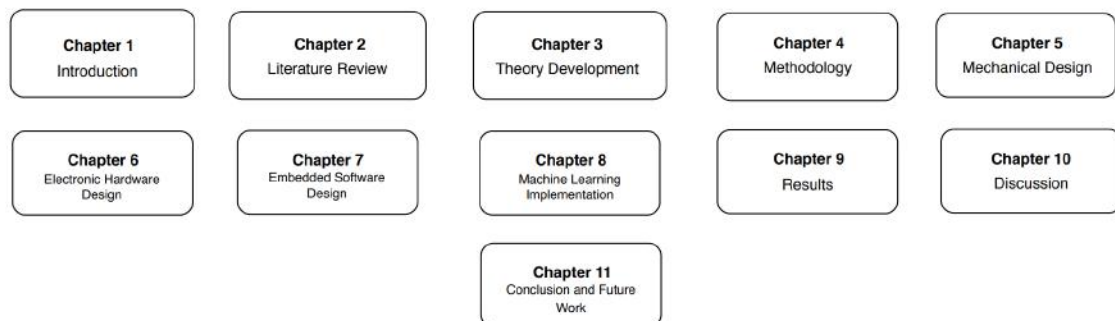 Chapter 1
Introduction
Chapter 2
Literature Review
Chapter 3
Theory Development
Chapter 4
Methodology
Chapter 5
Mechanical Design
Chapter 6
Electronic Hardware
Design
Chapter 7
Embedded Software
Design
Chapter 8
Machine Learning
Implementation
Chapter 9
Results
Chapter 10
Discussion
Chapter 11
Conclusion and Future
Work